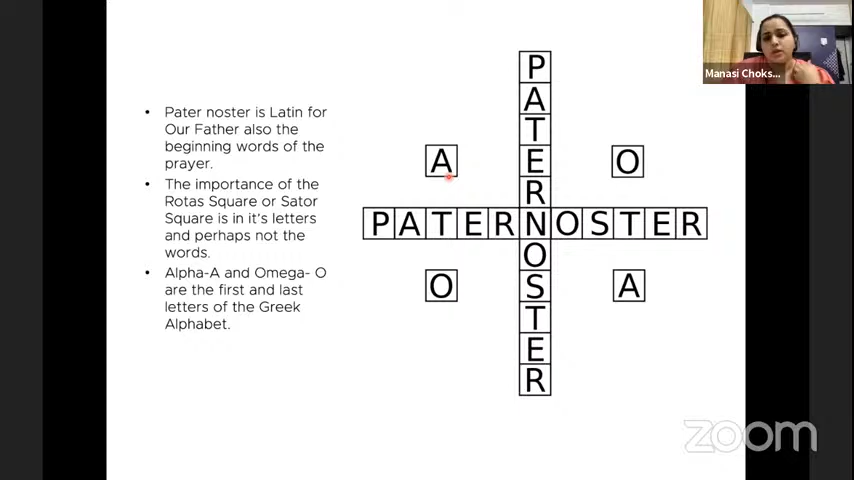 Manasi Choks...
• Pater noster is Latin for
Our Father also the
beginning words of the
prayer.
• The importance of the
Rotas Square or Sator
Square is in it's letters
and perhaps not the
words.
• Alpha-A and Omega- O
are the first and last
letters of the Greek
Alphabet.
P
A
T
A E O
R
P A T E R N O S T E R
O
O S A
T
E
R
zoom